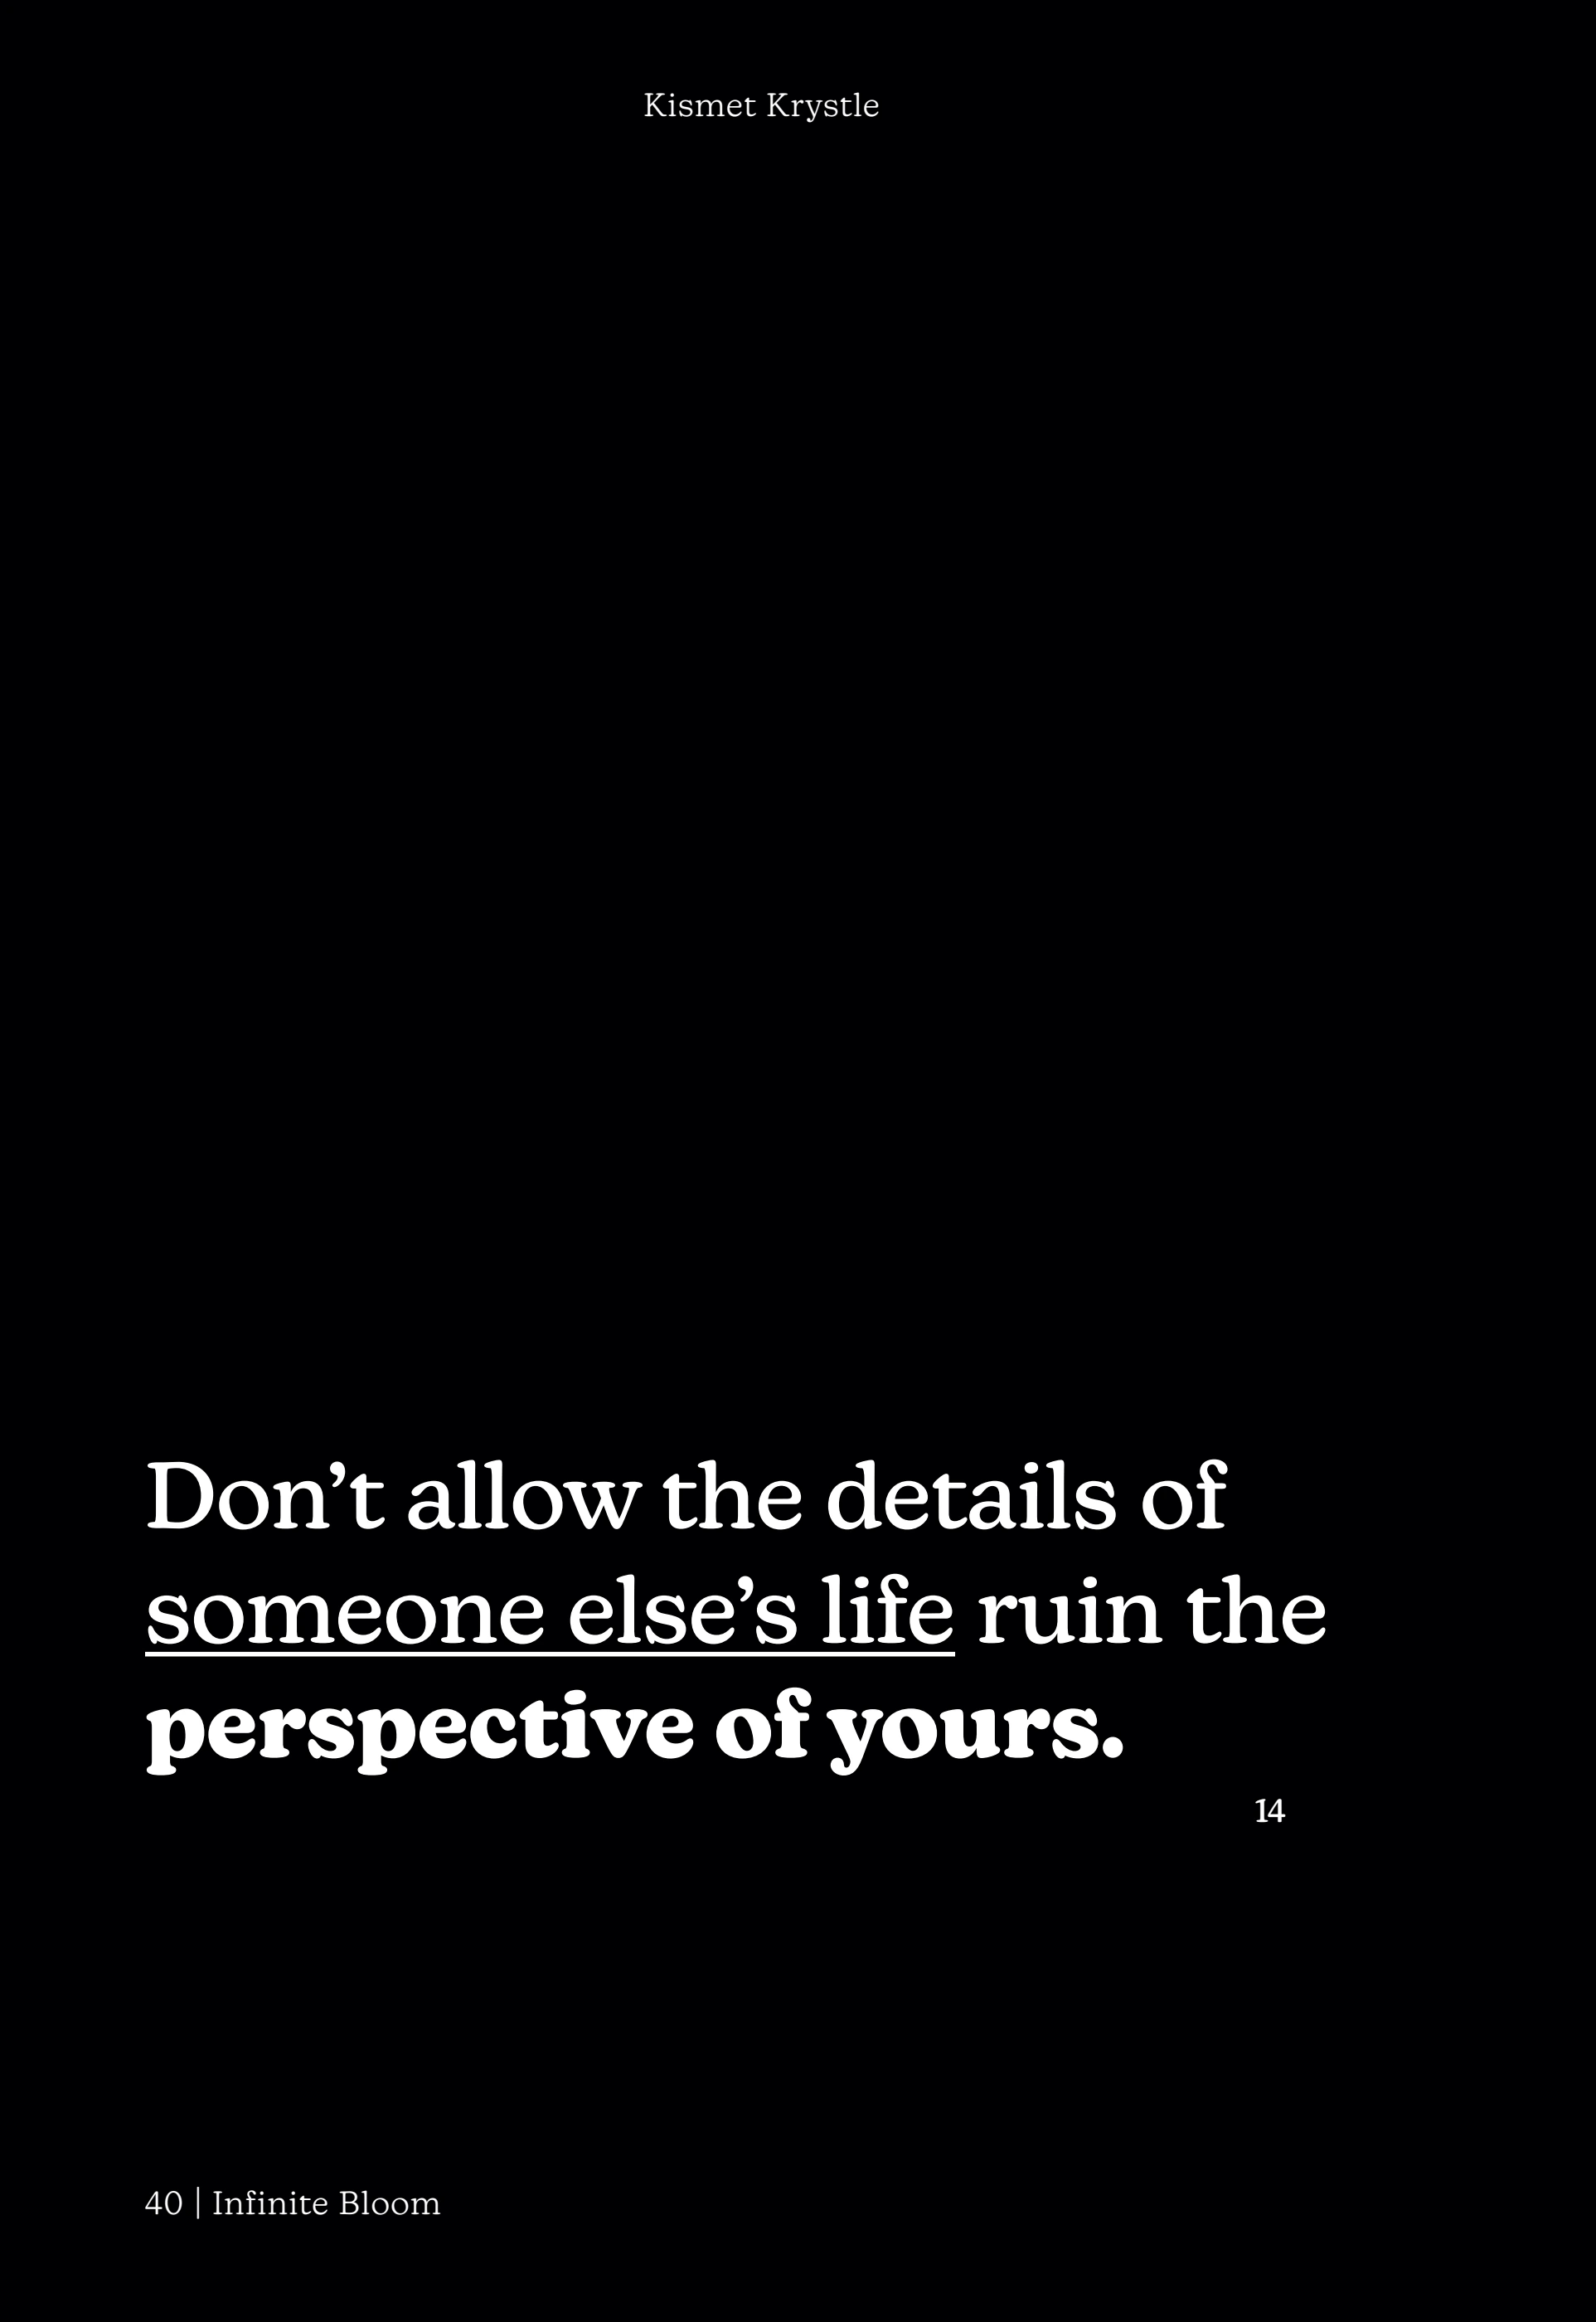 Kismet Krystle
Don’t allow the details of
someone else’s life ruin the
perspective of yours.
14
40 | Infinite Bloom